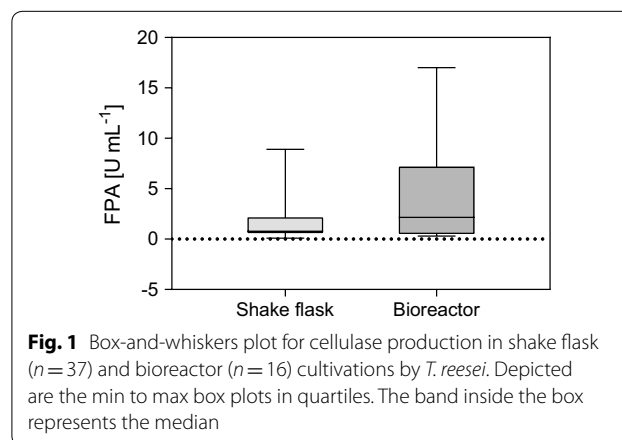 20
15
10
5
0
-5
FPA [U mL⁻¹]
Shake flask Bioreactor
Fig. 1 Box-and-whiskers plot for cellulase production in shake flask
(n = 37) and bioreactor (n = 16) cultivations by T. reesei. Depicted
are the min to max box plots in quartiles. The band inside the box
represents the median